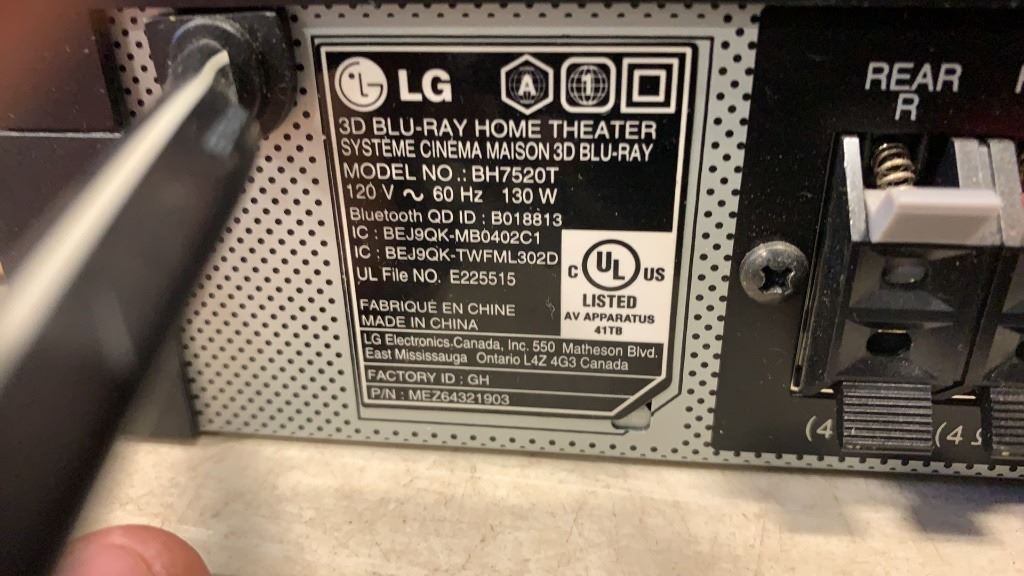 LG A 1
3D BLU-RAY HOME THEATER
SYSTÈME CINÉMA MAISON 3D BLU-RAY
MODEL NO.: BH7520T
120 V ~ 60 Hz 130 W
Bluetooth QD ID : B018813
IC : BEJ9QK-MB0402C1
IC : BEJ9QK-TWFML302D
UL File NO. E225515
FABRIQUÉ EN CHINE
MADE IN CHINA
C UL US
LISTED
AV APPARATUS
41TB
LG Electronics.Canada, Inc. 550 Matheson Blvd.
East Mississauga Ontario L4Z 4G3 Canada
FACTORY ID : GH
P/N : MEZ64321903
REAR
R
(4
(4 Ω